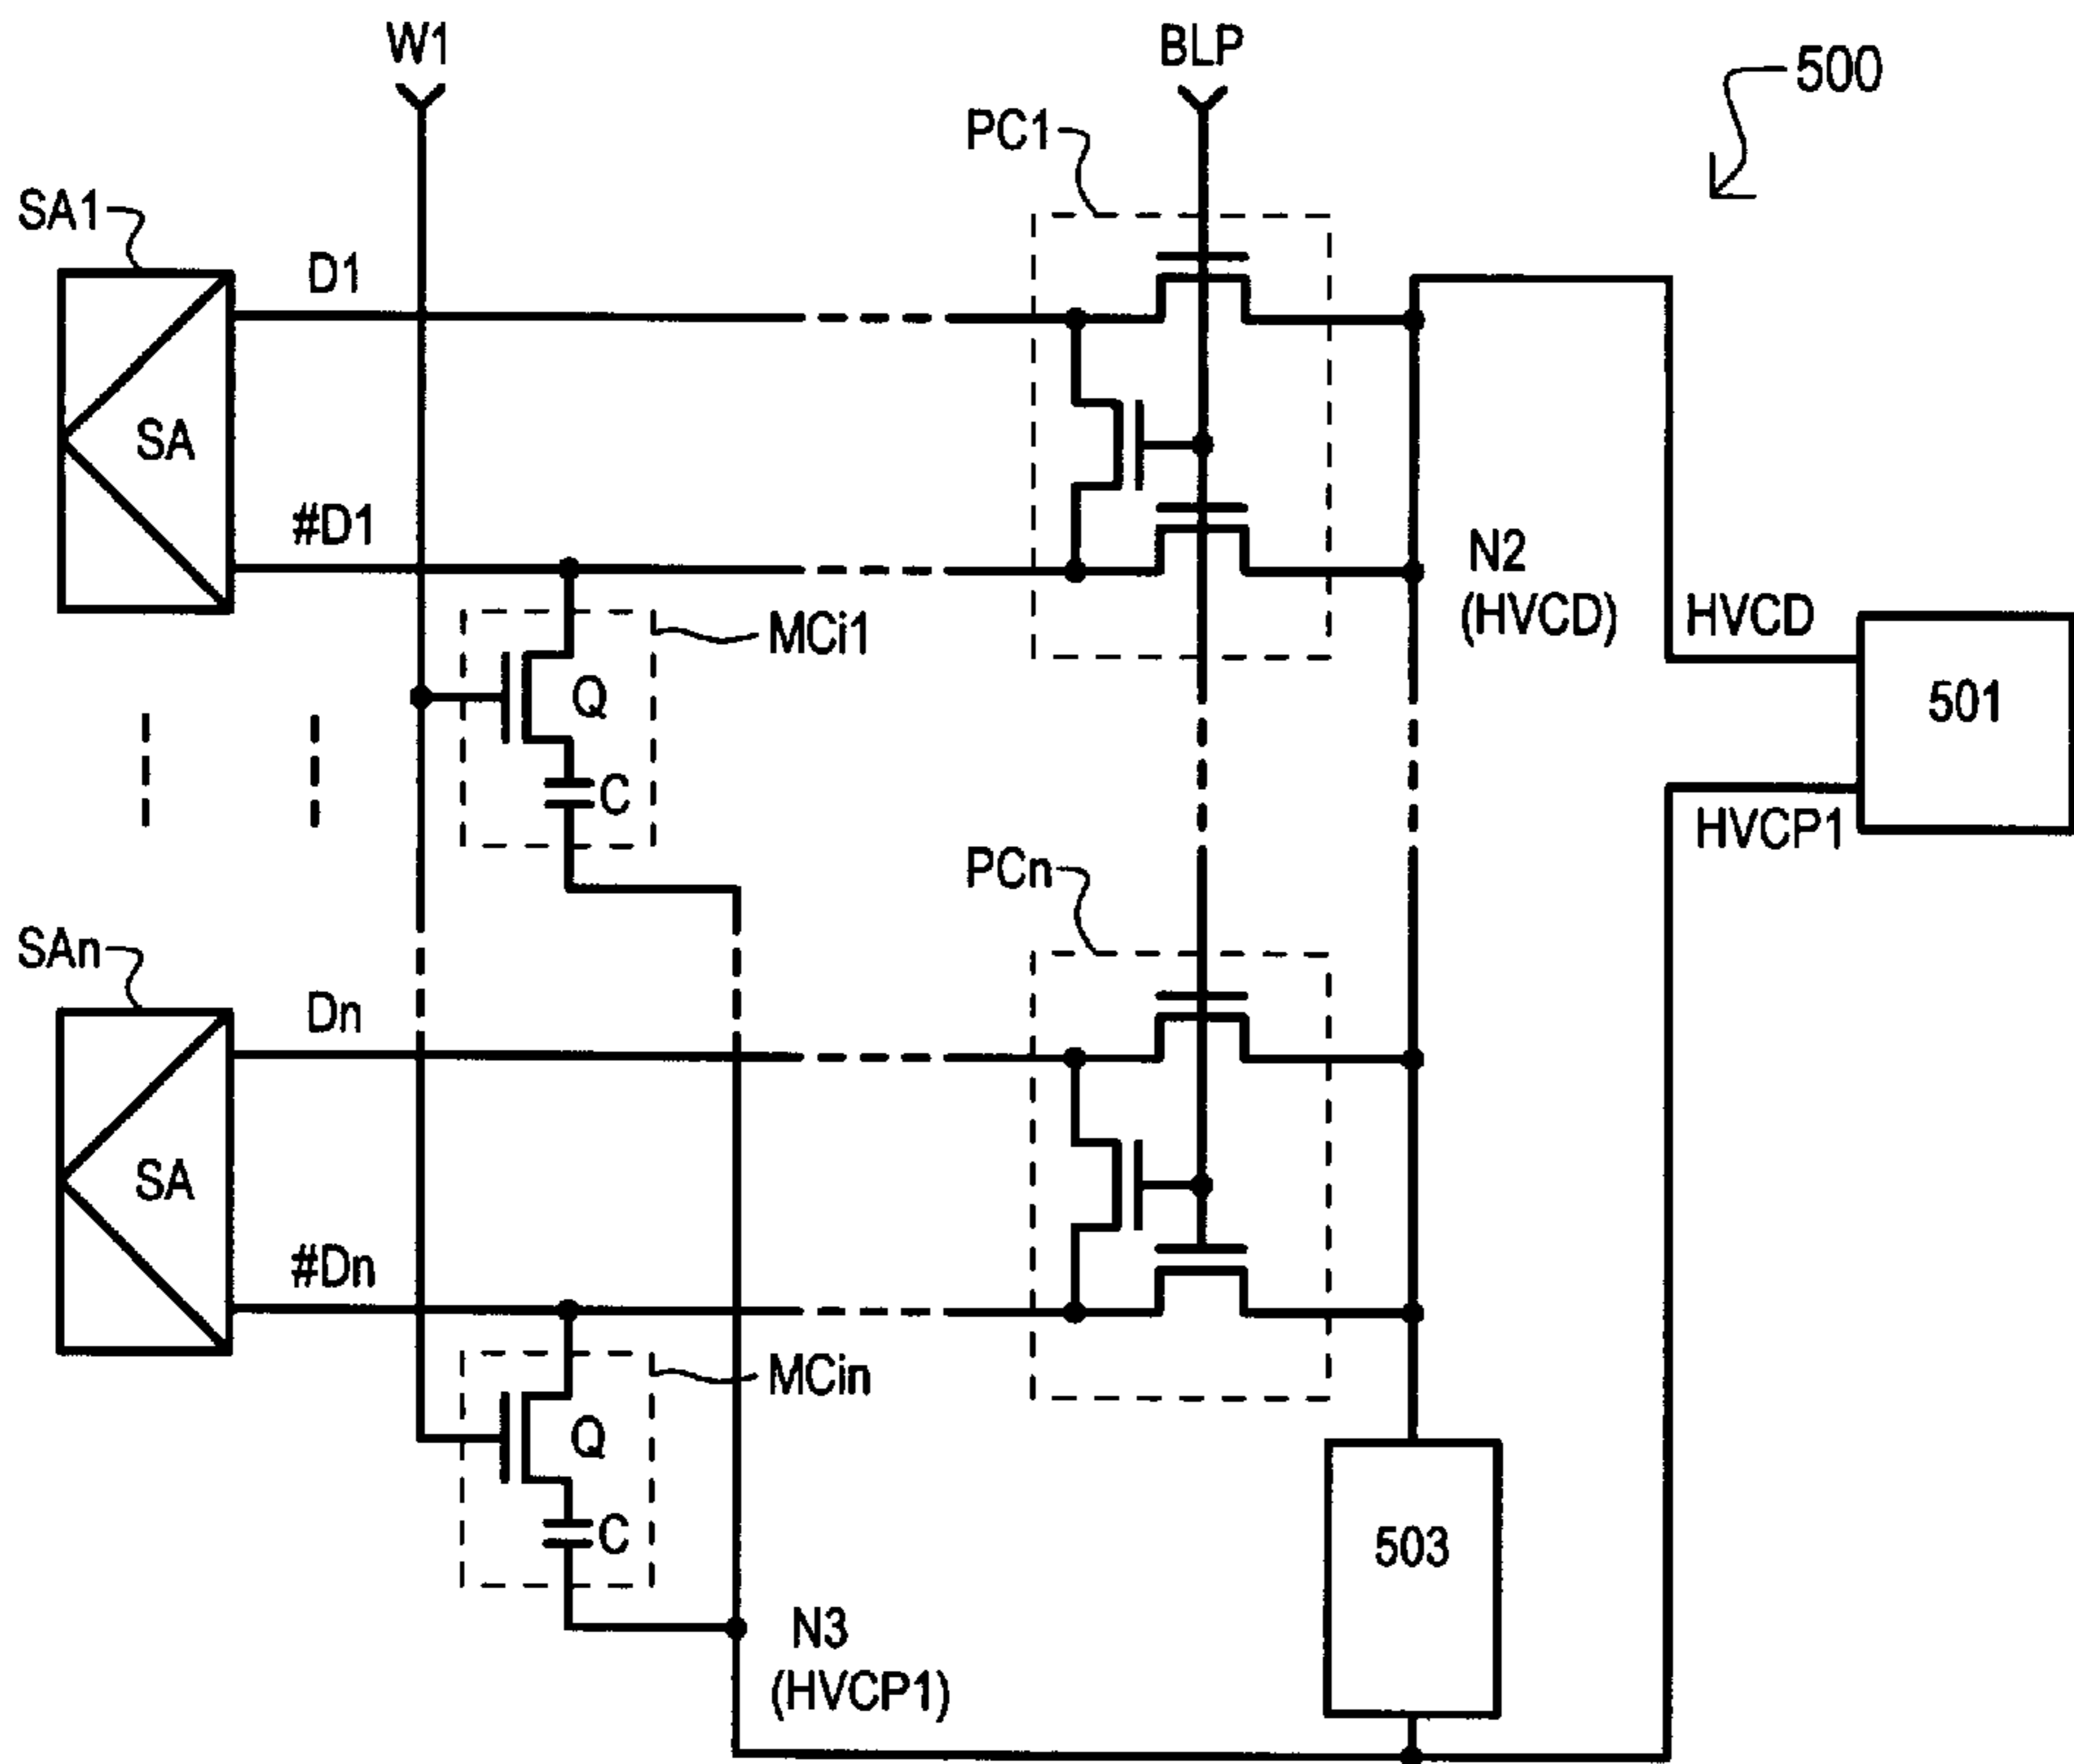 W1
BLP
500
PC1
SA1
D1
SA
#D1
N2
(HVCD)
HVCD
MCi1
Q
501
C
HVCP1
PCn
SAn
Dn
SA
#Dn
MCin
Q
C
503
N3
(HVCP1)